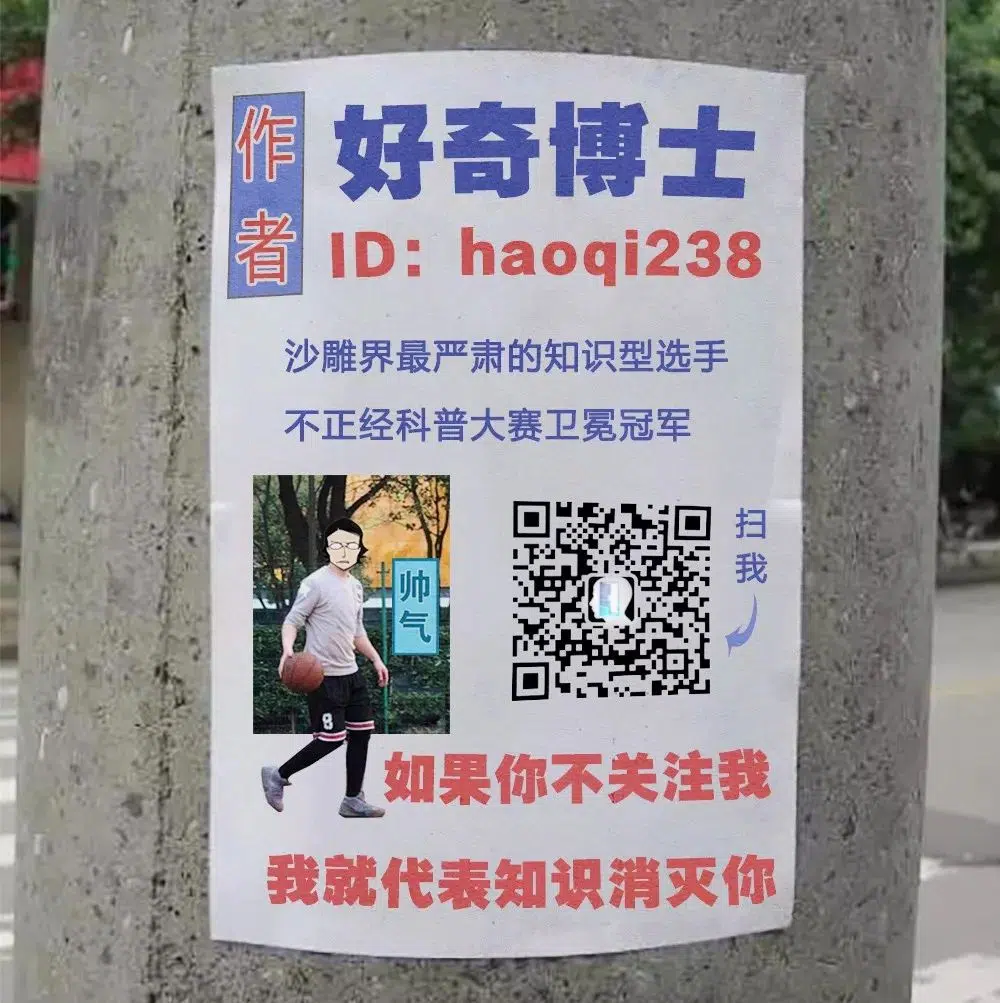 作者
好奇博士
ID：haoqi238
沙雕界最严肃的知识型选手
不正经科普大赛卫冕冠军
帅气
8
扫我
如果你不关注我
我就代表知识消灭你